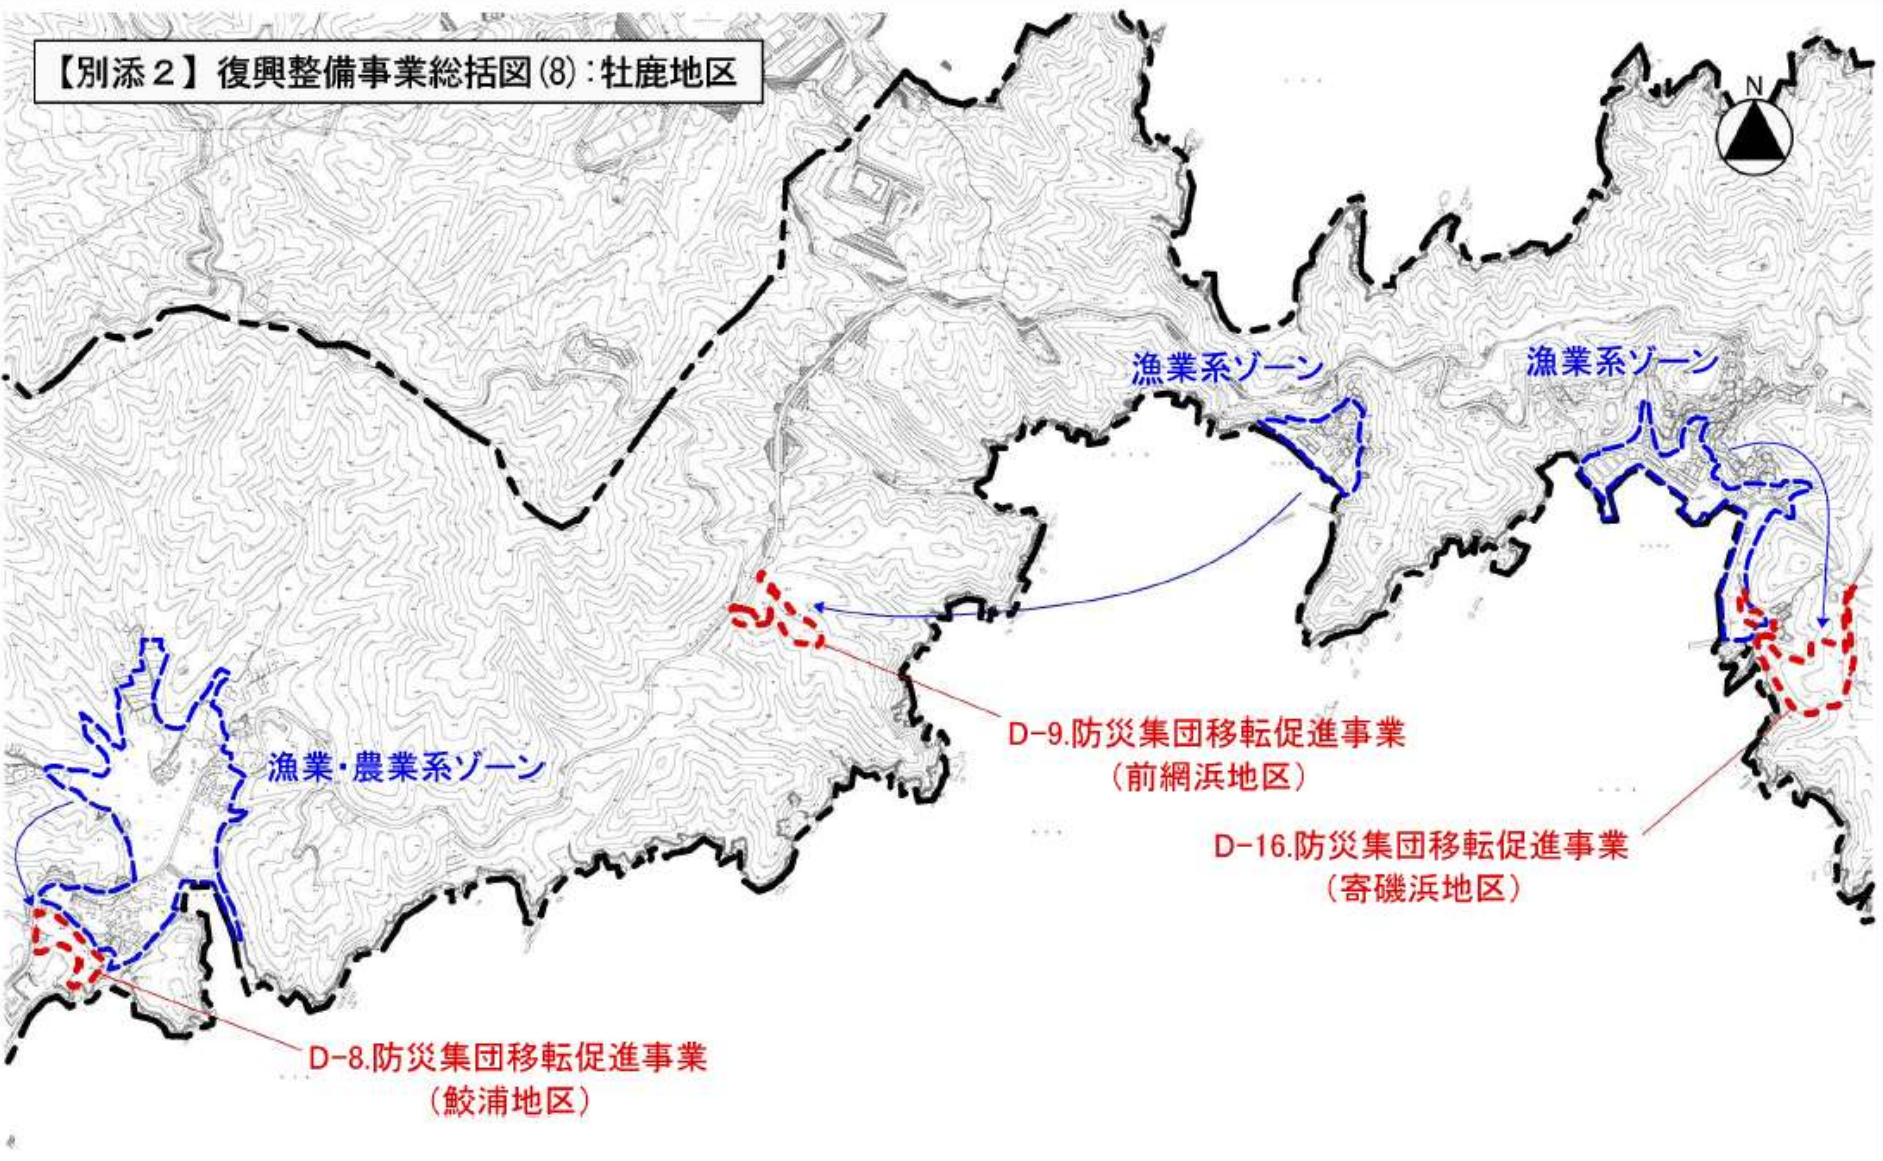 【別添２】復興整備事業総括図(8):牡鹿地区
N
漁業系ゾーン
漁業系ゾーン
漁業・農業系ゾーン
D-9.防災集団移転促進事業
(前網浜地区)
D-16.防災集団移転促進事業
(寄磯浜地区)
D-8.防災集団移転促進事業
(鮫浦地区)